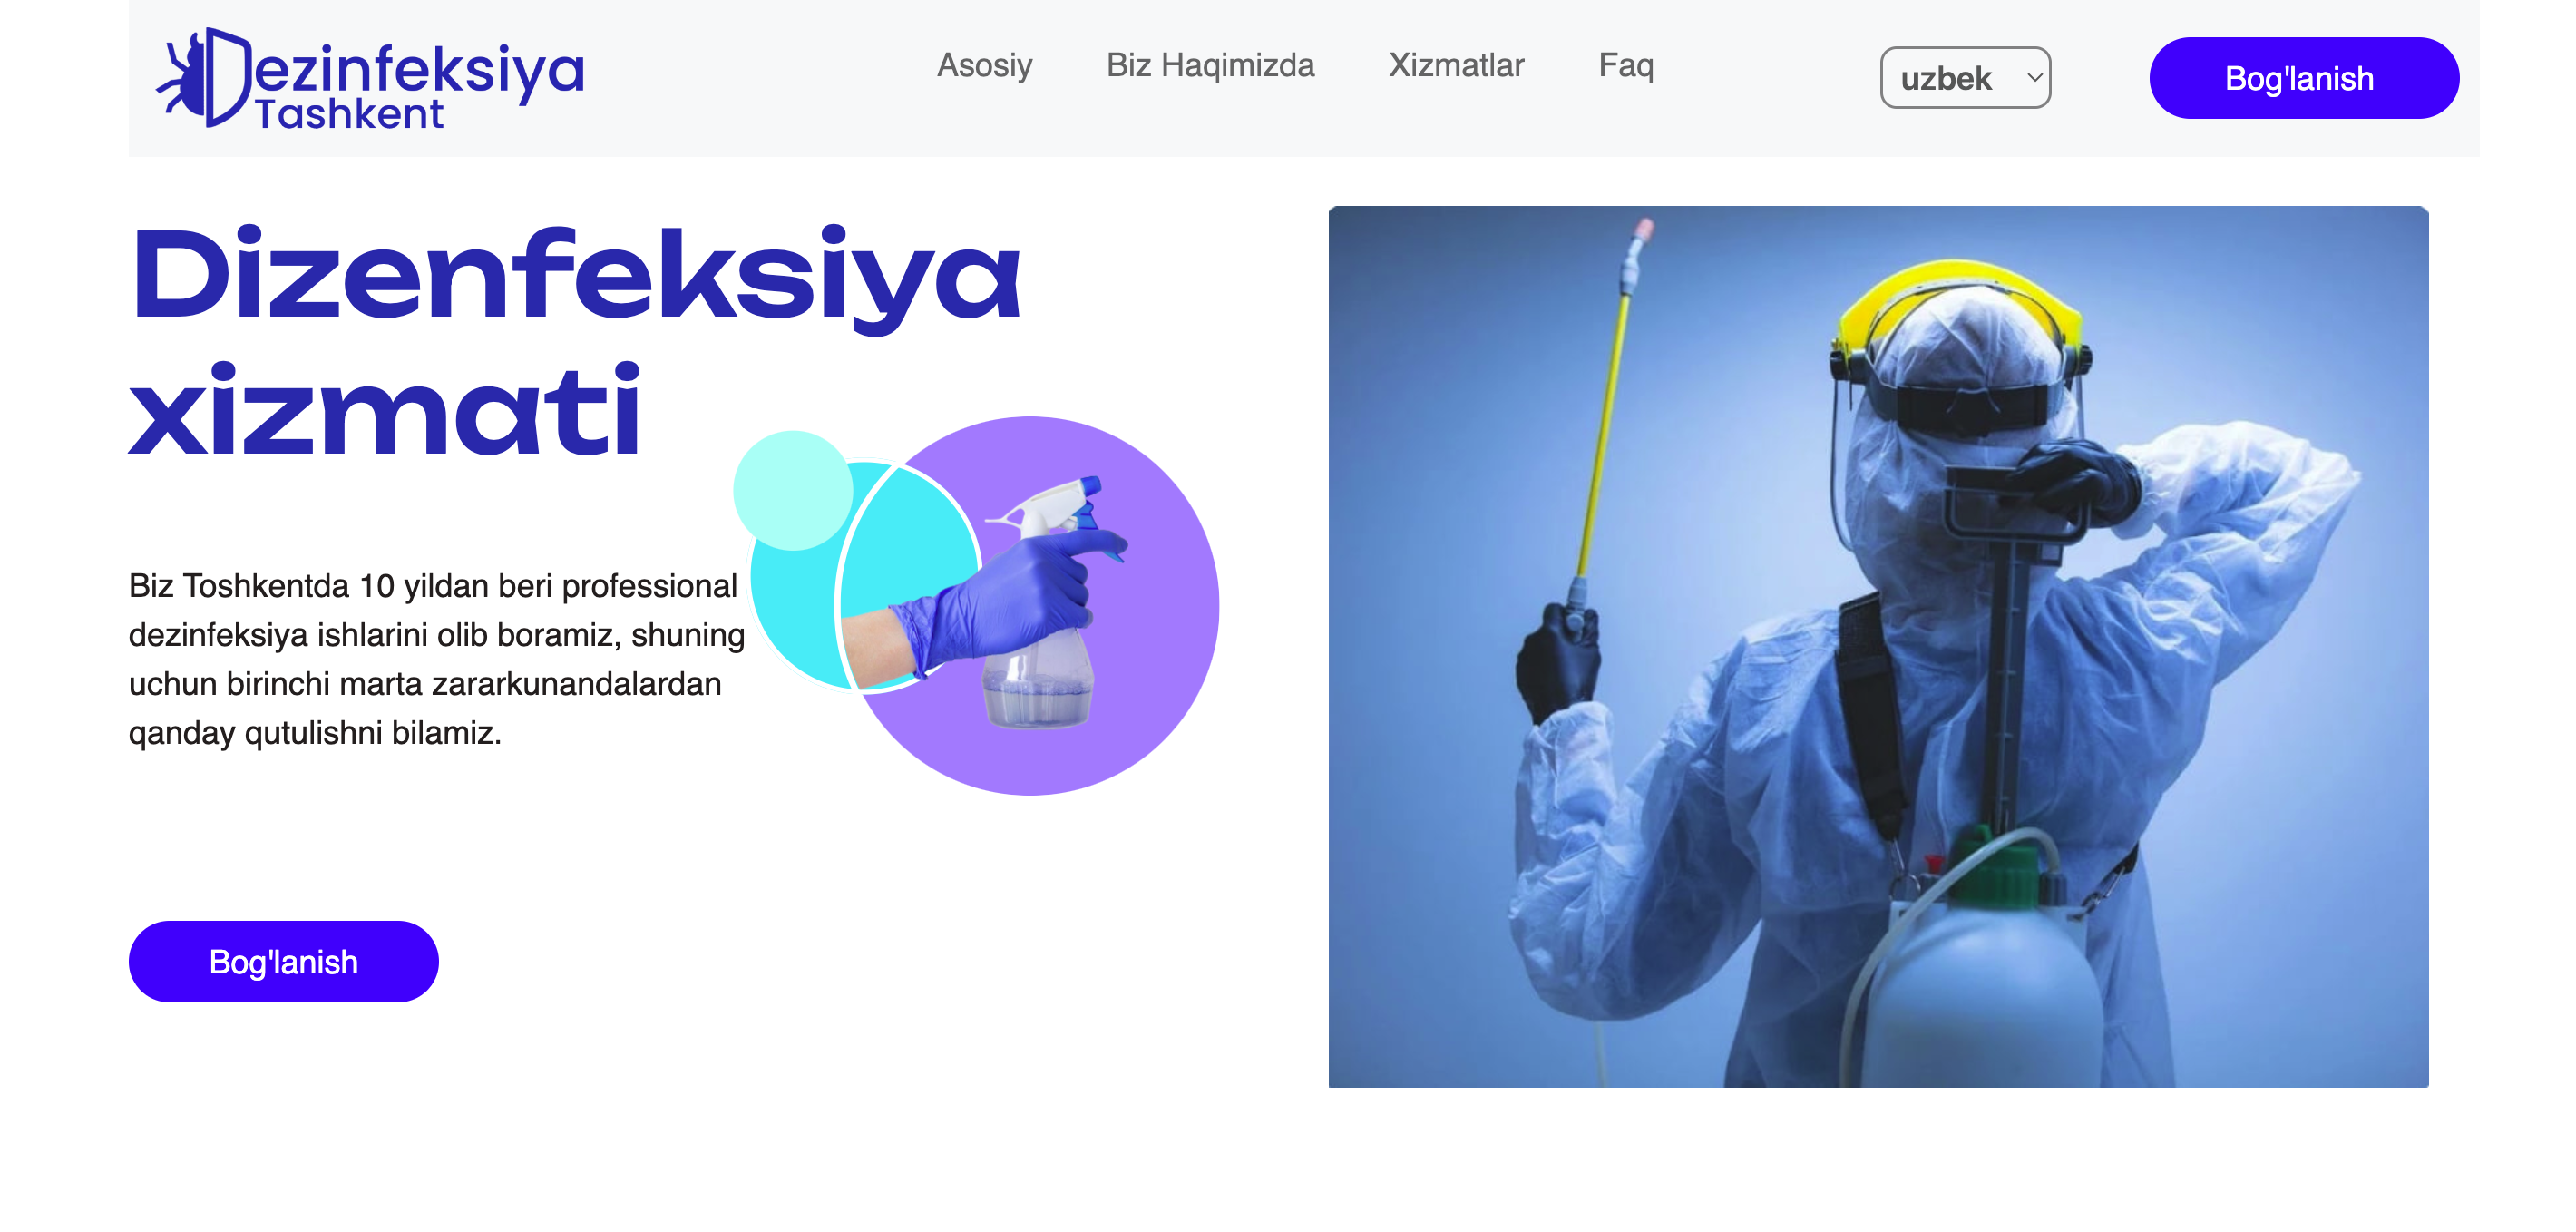 Dezinfeksiya
Tashkent
Asosiy
Biz Haqimizda
Xizmatlar
Faq
uzbek
Bog'lanish
Dizenfeksiya
xizmati
Biz Toshkentda 10 yildan beri professional
dezinfeksiya ishlarini olib boramiz, shuning
uchun birinchi marta zararkunandalardan
qanday qutulishni bilamiz.
Bog'lanish